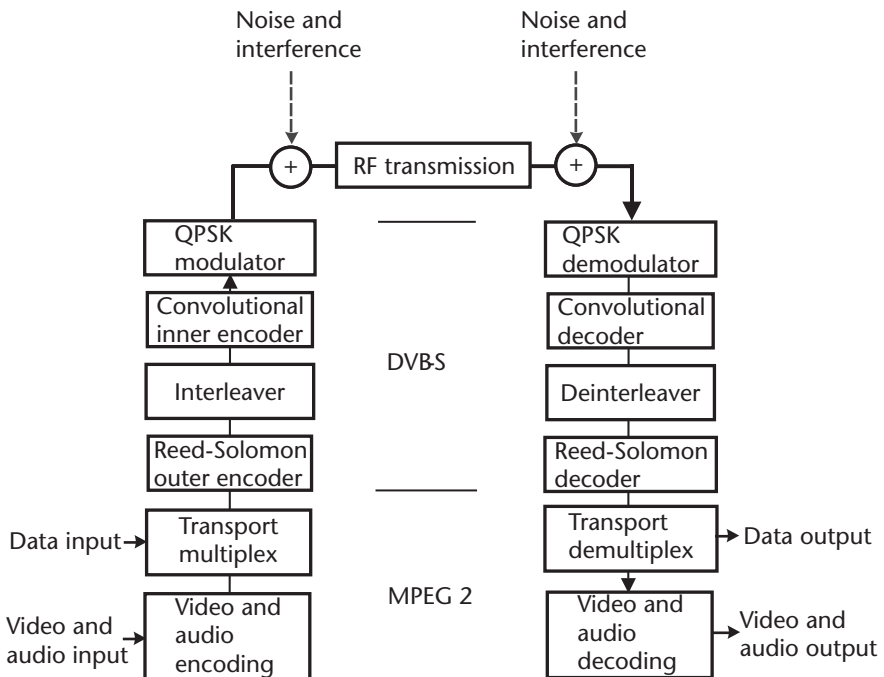 Noise and
interference
Noise and
interference
+
RF transmission
+
QPSK
modulator
QPSK
demodulator
Convolutional
inner encoder
Convolutional
decoder
DVB-S
Interleaver
Deinterleaver
Reed-Solomon
outer encoder
Reed-Solomon
decoder
Data input
Transport
multiplex
Transport
demultiplex
Data output
MPEG 2
Video and
audio input
Video and
audio
encoding
Video and
audio
decoding
Video and
audio output